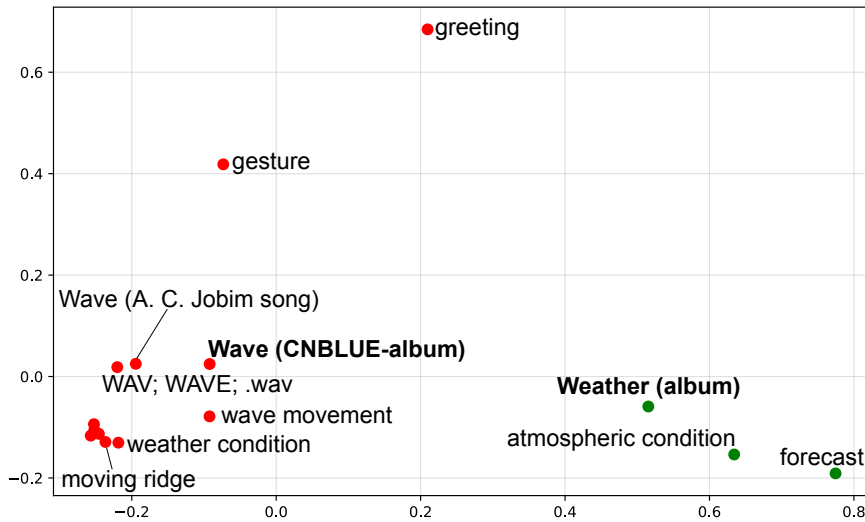 greeting
0.6
gesture
0.4
0.2
Wave (A. C. Jobim song)
Wave (CNBLUE-album)
0.0
WAV; WAVE; .wav
Weather (album)
wave movement
weather condition
atmospheric condition
forecast
moving ridge
−0.2
−0.2 0.0 0.2 0.4 0.6 0.8